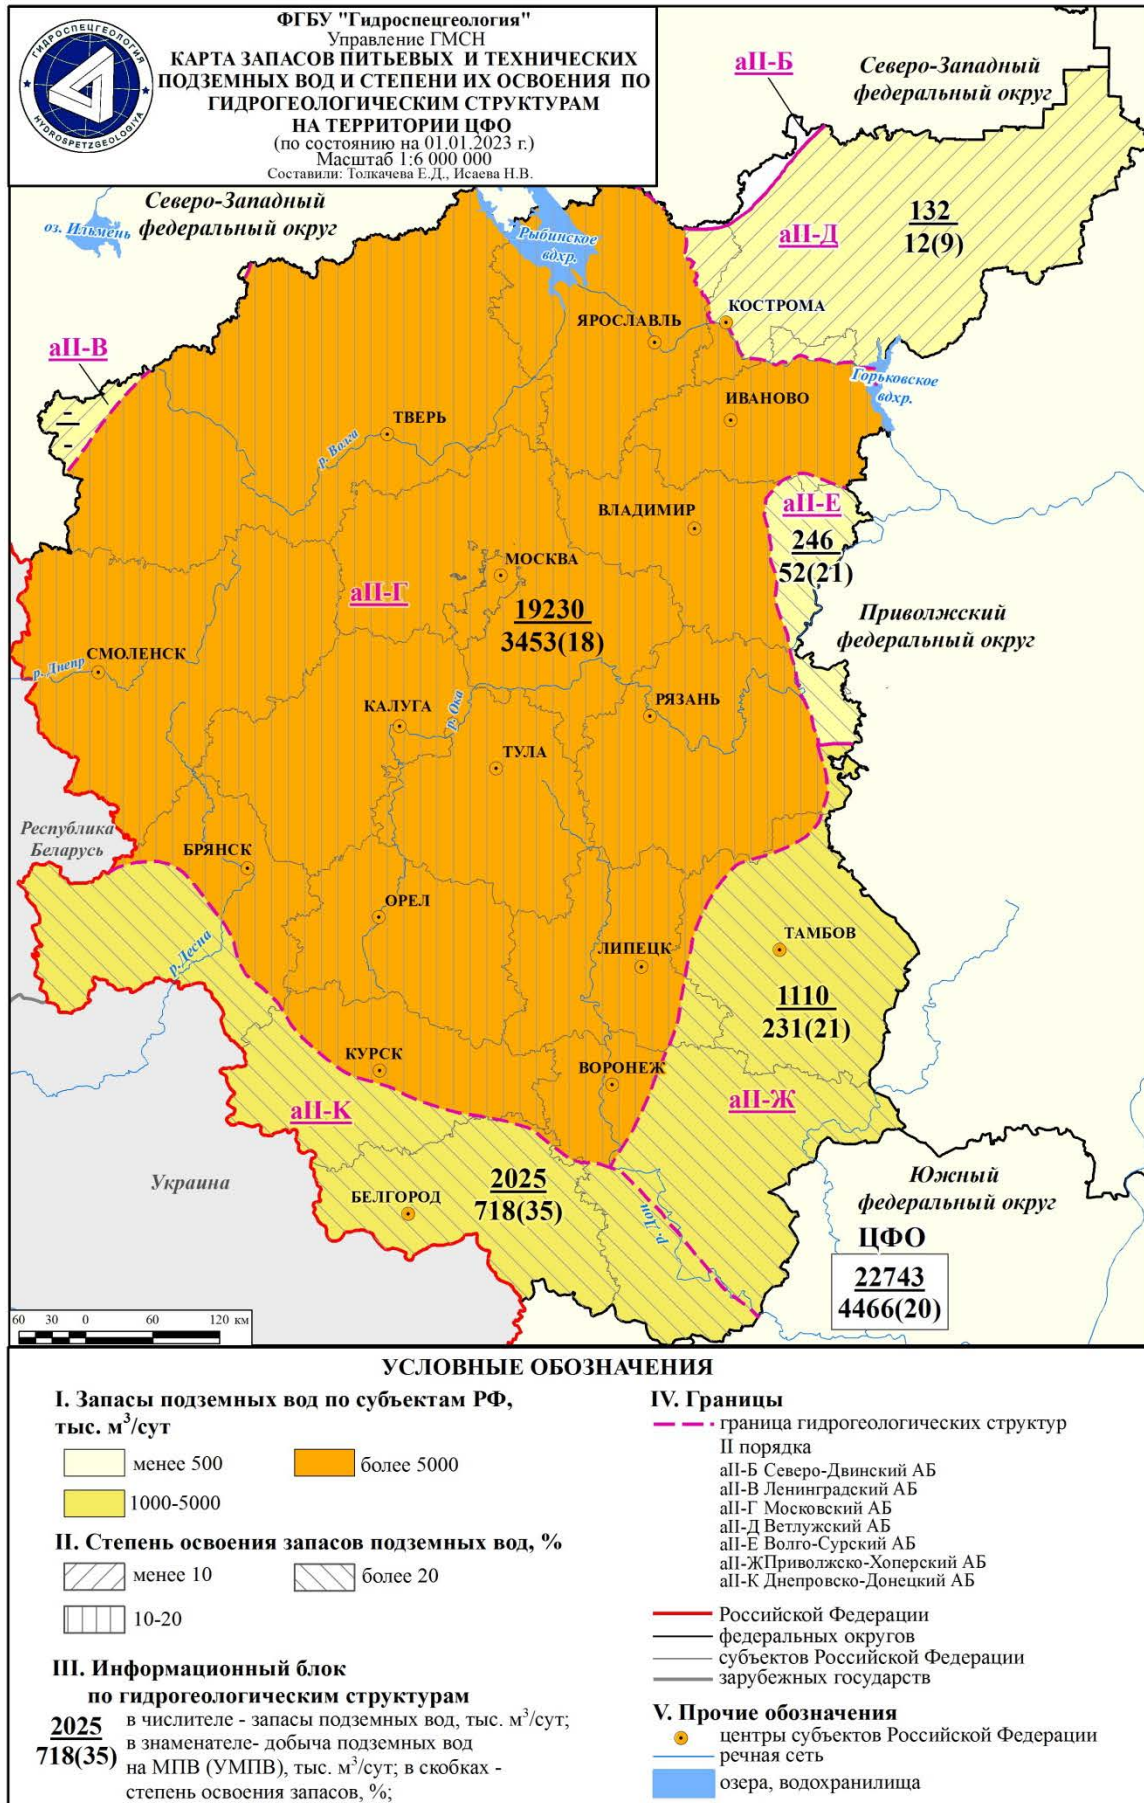 ФГБУ "Гидроспецгеология"
Управление ГМСН
КАРТА ЗАПАСОВ ПИТЬЕВЫХ И ТЕХНИЧЕСКИХ
ПОДЗЕМНЫХ ВОД И СТЕПЕНИ ИХ ОСВОЕНИЯ ПО
ГИДРОГЕОЛОГИЧЕСКИМ СТРУКТУРАМ
НА ТЕРРИТОРИИ ЦФО
(по состоянию на 01.01.2023 г.)
Масштаб 1:6 000 000
Составили: Толкачева Е.Д., Исаева Н.В.
ГИДРОСПЕЦГЕОЛОГИЯ
HYDROSPETZGEOLOGIYA
аII-Б
Северо-Западный
федеральный округ
Северо-Западный
федеральный округ
оз. Ильмень
Рыбинское
вдхр.
аII-Д
132
12(9)
КОСТРОМА
ЯРОСЛАВЛЬ
Горьковское
вдхр.
аII-В
-
-
ТВЕРЬ
р. Волга
ИВАНОВО
аII-Е
246
52(21)
ВЛАДИМИР
МОСКВА
аII-Г
19230
3453(18)
Приволжский
федеральный округ
СМОЛЕНСК
р. Днепр
КАЛУГА
р. Ока
РЯЗАНЬ
ТУЛА
Республика
Беларусь
БРЯНСК
ОРЕЛ
р.Десна
ЛИПЕЦК
ТАМБОВ
1110
231(21)
КУРСК
ВОРОНЕЖ
аII-К
аII-Ж
Украина
БЕЛГОРОД
2025
718(35)
р. Дон
Южный
федеральный округ
ЦФО
22743
4466(20)
60 30 0 60 120 км
УСЛОВНЫЕ ОБОЗНАЧЕНИЯ
I. Запасы подземных вод по субъектам РФ,
тыс. м³/сут
менее 500
более 5000
1000-5000
II. Степень освоения запасов подземных вод, %
менее 10
более 20
10-20
III. Информационный блок
по гидрогеологическим структурам
2025
718(35)
в числителе - запасы подземных вод, тыс. м³/сут;
в знаменателе- добыча подземных вод
на МПВ (УМПВ), тыс. м³/сут; в скобках -
степень освоения запасов, %;
IV. Границы
граница гидрогеологических структур
II порядка
аII-Б Северо-Двинский АБ
аII-В Ленинградский АБ
аII-Г Московский АБ
аII-Д Ветлужский АБ
аII-Е Волго-Сурский АБ
аII-ЖПриволжско-Хоперский АБ
аII-К Днепровско-Донецкий АБ
Российской Федерации
федеральных округов
субъектов Российской Федерации
зарубежных государств
V. Прочие обозначения
центры субъектов Российской Федерации
речная сеть
озера, водохранилища